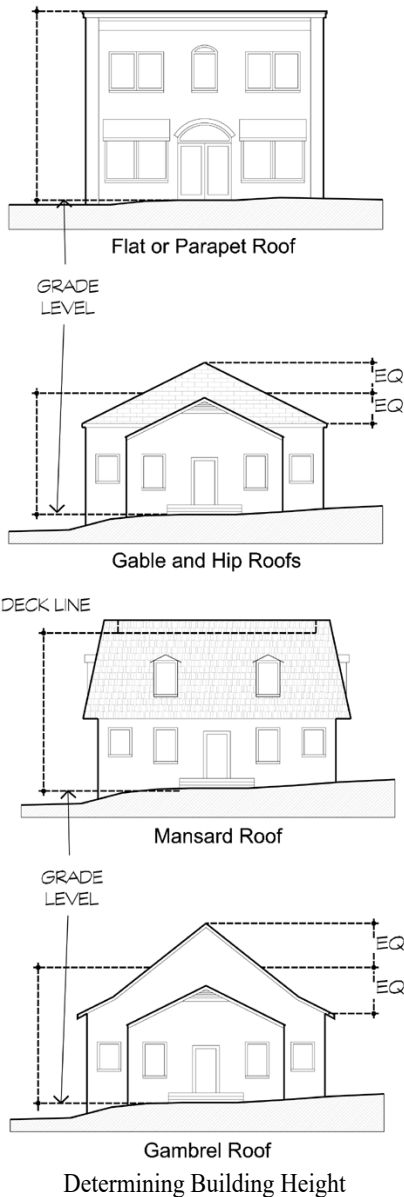 Flat or Parapet Roof
GRADE
LEVEL
EQ
EQ
Gable and Hip Roofs
DECK LINE
Mansard Roof
GRADE
LEVEL
EQ
EQ
Gambrel Roof
Determining Building Height